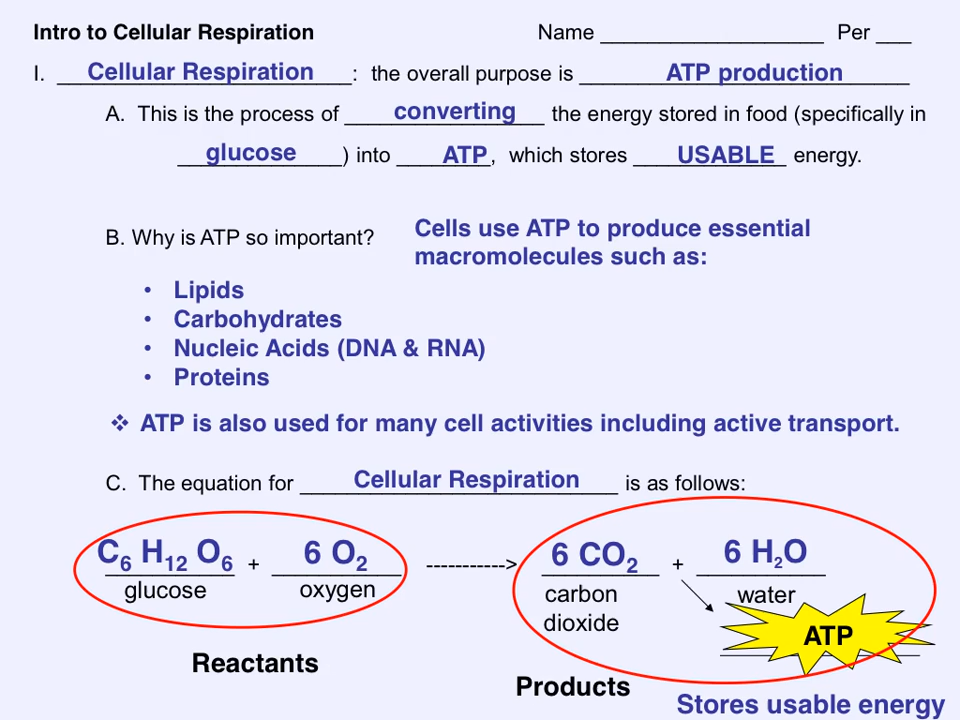 Intro to Cellular Respiration Name ___________________ Per ___
I. Cellular Respiration: the overall purpose is ATP production
A. This is the process of converting the energy stored in food (specifically in
glucose) into ATP, which stores USABLE energy.
B. Why is ATP so important? Cells use ATP to produce essential
macromolecules such as:
• Lipids
• Carbohydrates
• Nucleic Acids (DNA & RNA)
• Proteins
❖ ATP is also used for many cell activities including active transport.
C. The equation for Cellular Respiration is as follows:
C₆ H₁₂ O₆ + 6 O₂ -----------> 6 CO₂ + 6 H₂O
glucose oxygen carbon dioxide water
ATP
Reactants
Products
Stores usable energy